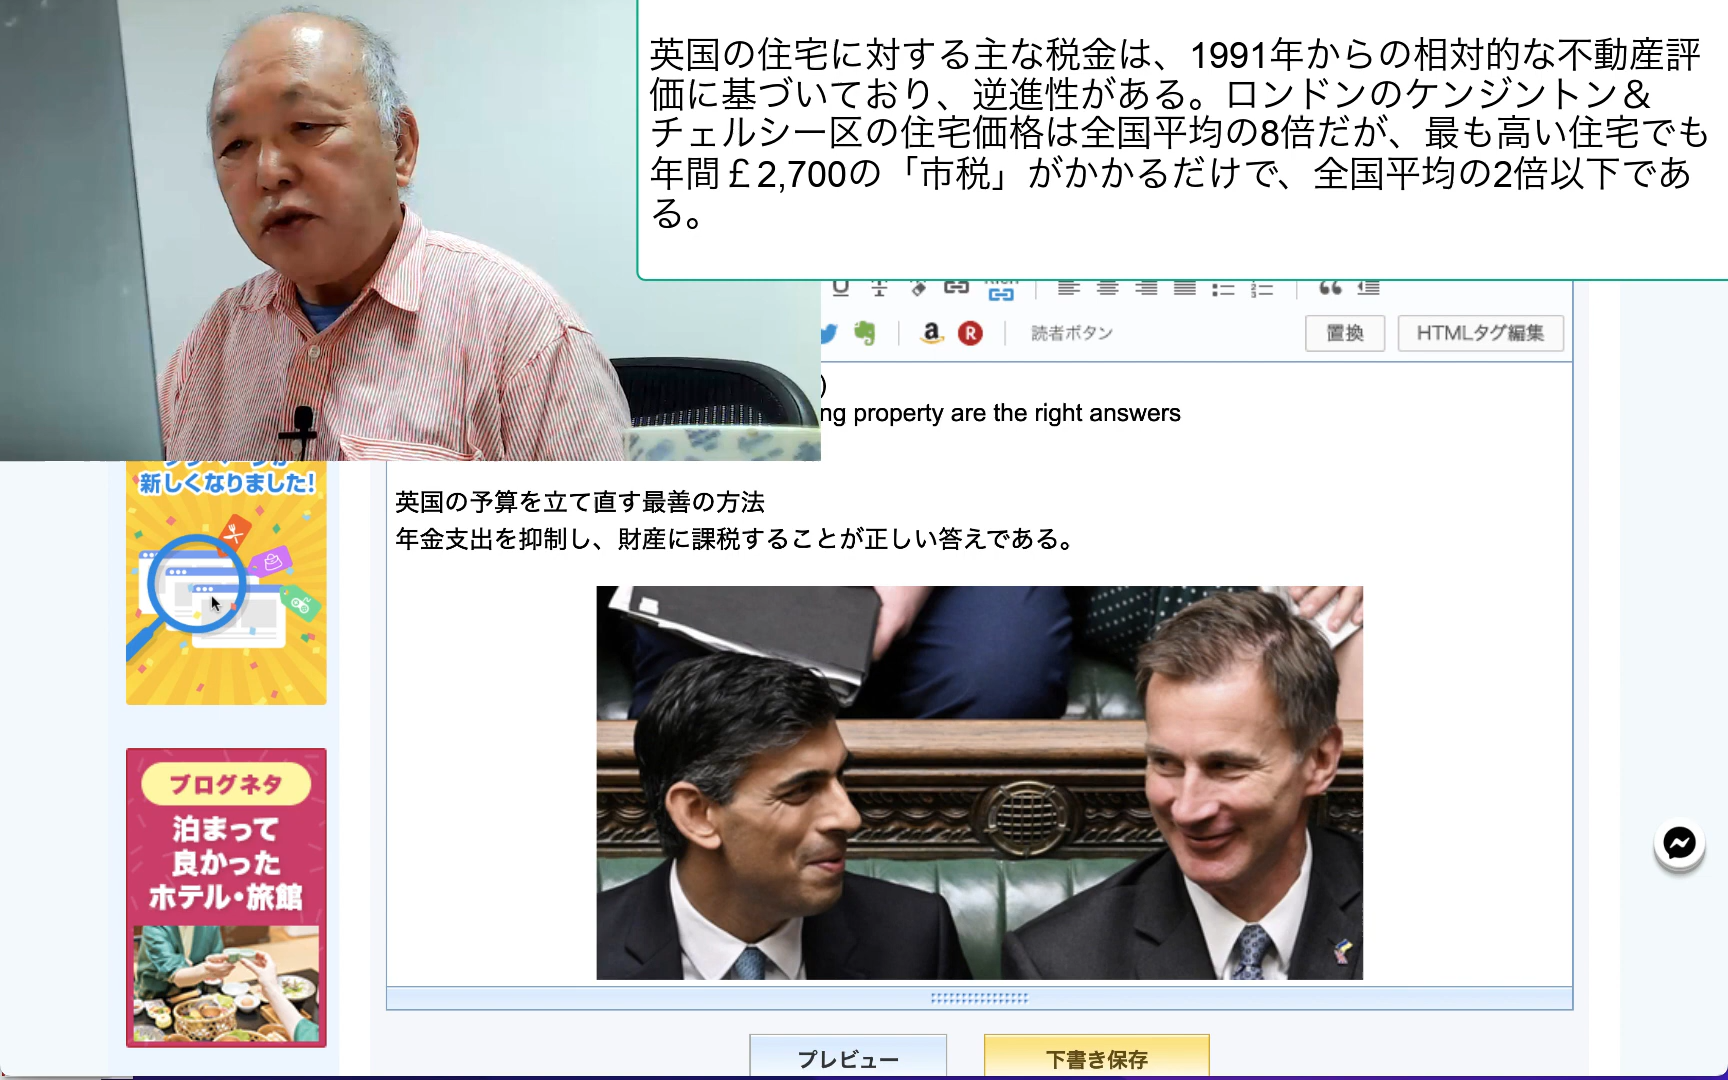 英国の住宅に対する主な税金は、1991年からの相対的な不動産評
価に基づいており、逆進性がある。ロンドンのケンジントン＆
チェルシー区の住宅価格は全国平均の8倍だが、最も高い住宅でも
年間￡2,700の「市税」がかかるだけで、全国平均の2倍以下であ
る。
読者ボタン
置換
HTMLタグ編集
)
ng property are the right answers
新しくなりました!
英国の予算を立て直す最善の方法
年金支出を抑制し、財産に課税することが正しい答えである。
ブログネタ
泊まって
良かった
ホテル・旅館
プレビュー
下書き保存